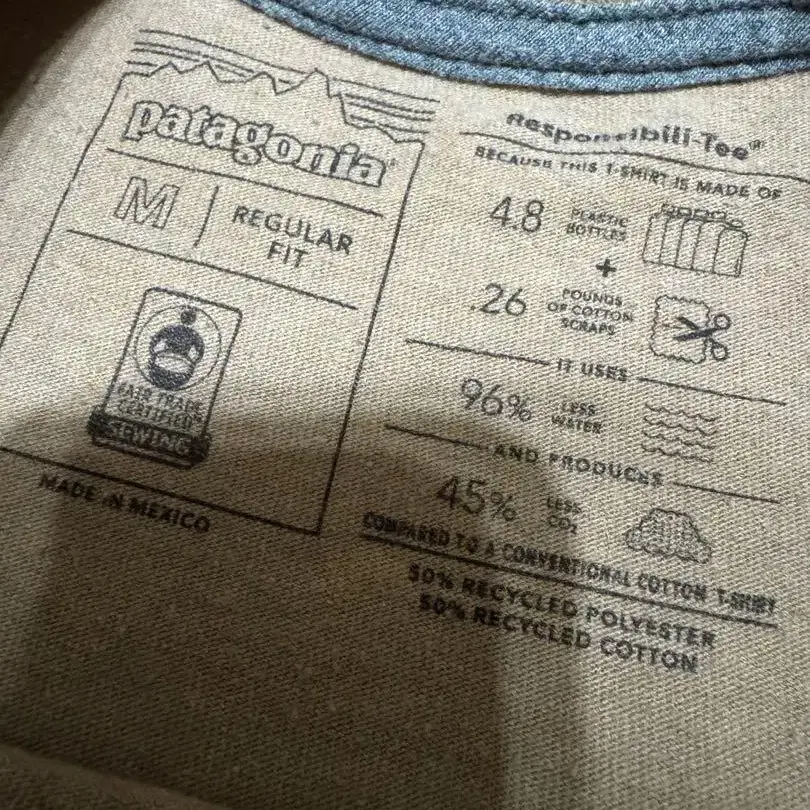 patagonia®
M
REGULAR
FIT
FAIR TRADE
CERTIFIED
SEWING
MADE IN MEXICO
Responsibili-Tee®
BECAUSE THIS T-SHIRT IS MADE OF
4.8 PLASTIC
BOTTLES
+
.26 POUNDS
OF COTTON
SCRAPS
IT USES
96% LESS
WATER
AND PRODUCES
45% LESS
CO₂
COMPARED TO A CONVENTIONAL COTTON T-SHIRT
50% RECYCLED POLYESTER
50% RECYCLED COTTON